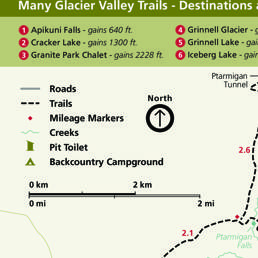 Many Glacier Valley Trails - Destinations
1 Apikuni Falls - gains 640 ft.
2 Cracker Lake - gains 1300 ft.
3 Granite Park Chalet - gains 2228 ft.
4 Grinnell Glacier -
5 Grinnell Lake -
6 Iceberg Lake -
Ptarmigan
Tunnel
Roads
Trails
Mileage Markers
Creeks
Pit Toilet
Backcountry Campground
North
0 km 2 km
0 mi 2 mi
2.6
2.1
Ptarmigan
Falls